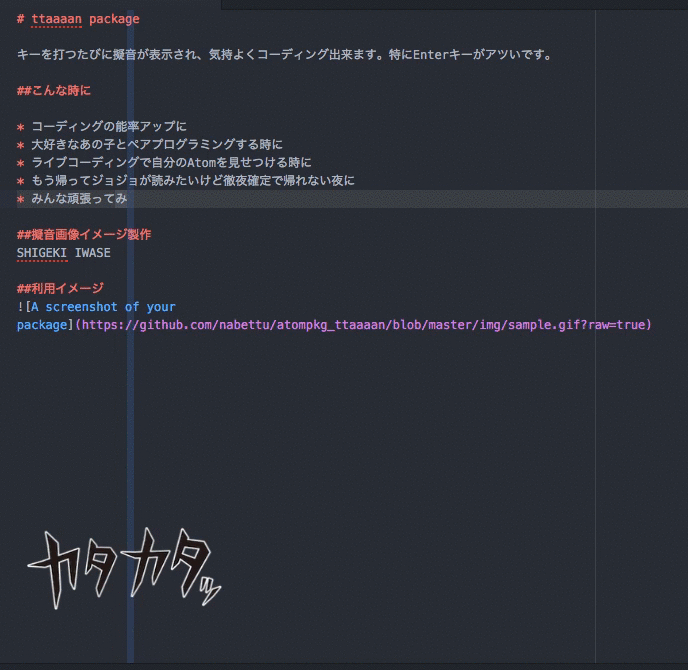 # ttaaaan package
キーを打つたびに擬音が表示され、気持よくコーディング出来ます。特にEnterキーがアツいです。
##こんな時に
* コーディングの能率アップに
* 大好きなあの子とペアプログラミングする時に
* ライブコーディングで自分のAtomを見せつける時に
* もう帰ってジョジョが読みたいけど徹夜確定で帰れない夜に
* みんな頑張ってみ
##擬音画像イメージ製作
SHIGEKI IWASE
##利用イメージ
![A screenshot of your
package](https://github.com/nabettu/atompkg_ttaaaan/blob/master/img/sample.gif?raw=true)
カタカタッ